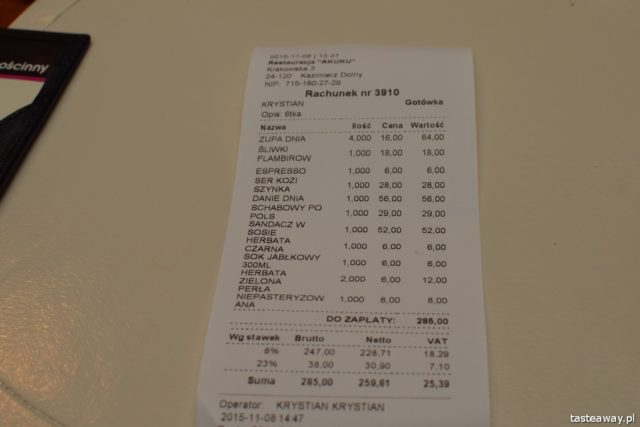 ościnny
2015-11-08 | 13:27
Restauracja "AKUKU"
Krakowska 3
24-120 Kazimierz Dolny
NIP: 715-180-27-29
Rachunek nr 3910
KRYSTIAN Gotówka
Opis: 6tka
Nazwa Ilość Cena Wartość
ZUPA DNIA 4,000 16,00 64,00
ŚLIWKI 1,000 18,00 18,00
FLAMBIROW
ESPRESSO 1,000 6,00 6,00
SER KOZI 1,000 28,00 28,00
SZYNKA
DANIE DNIA 1,000 56,00 56,00
SCHABOWY PO 1,000 29,00 29,00
POLS
SANDACZ W 1,000 52,00 52,00
SOSIE
HERBATA 1,000 6,00 6,00
CZARNA
SOK JABŁKOWY 1,000 6,00 6,00
300ML
HERBATA 2,000 6,00 12,00
ZIELONA
PERŁA 1,000 8,00 8,00
NIEPASTERYZOW
ANA
DO ZAPŁATY: 285,00
Wg stawek Brutto Netto VAT
8% 247,00 228,71 18,29
23% 38,00 30,90 7,10
Suma 285,00 259,61 25,39
Operator: KRYSTIAN KRYSTIAN
2015-11-08 14:47
tasteaway.pl